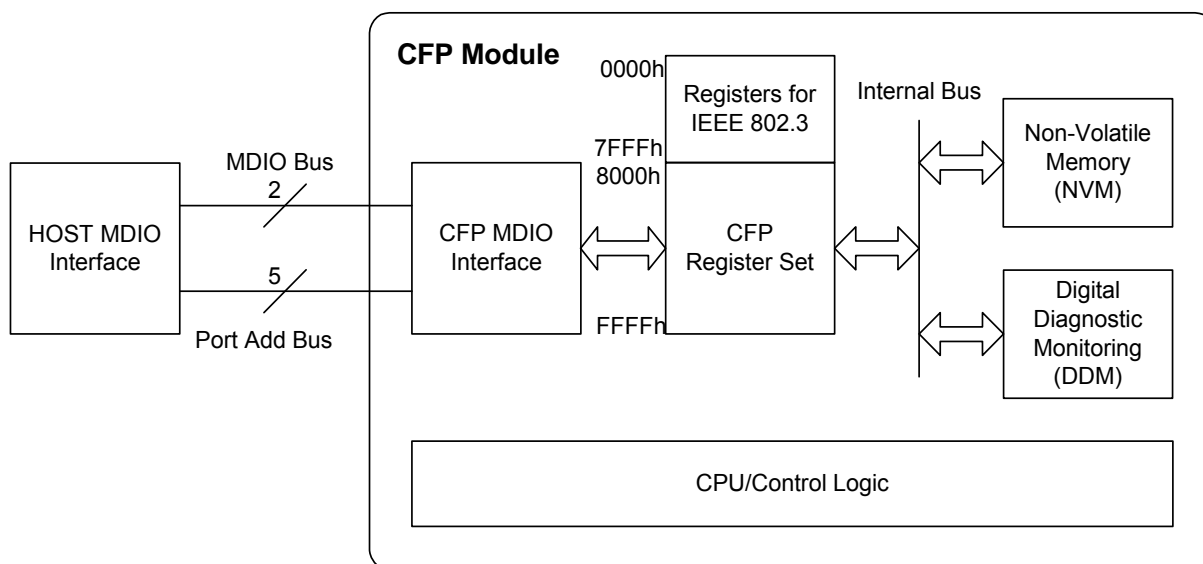 CFP Module
0000h
Registers for
IEEE 802.3
7FFFh
8000h
Internal Bus
Non-Volatile
Memory
(NVM)
MDIO Bus
2
HOST MDIO
Interface
5
Port Add Bus
CFP MDIO
Interface
CFP
Register Set
FFFFh
Digital
Diagnostic
Monitoring
(DDM)
CPU/Control Logic